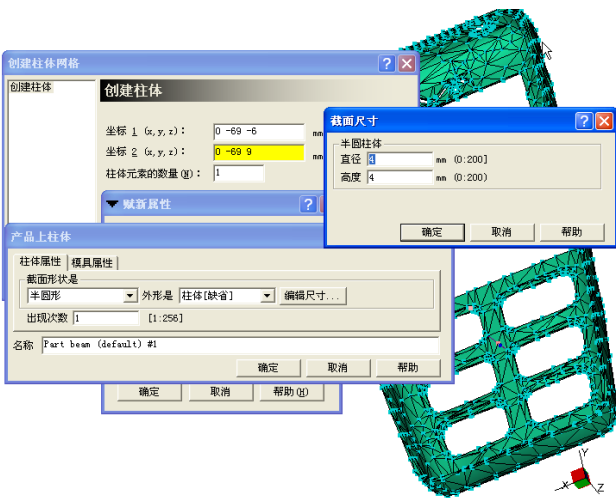 创建柱体网格
创建柱体
创建柱体
坐标 1 (x,y,z)： 0 -69 -6 mm
坐标 2 (x,y,z)： 0 -69 9 mm
柱体元素的数量(N)： 1
截面尺寸
半圆柱体
直径 4 mm (0:200]
高度 4 mm (0:200)
确定 取消 帮助
赋新属性
产品上柱体
柱体属性 模具属性
截面形状是
半圆形 外形是 柱体[缺省] 编辑尺寸...
出现次数 1 [1:256]
名称 Part beam (default) #1
确定 取消 帮助
确定 取消 帮助(H)
Y
X
Z